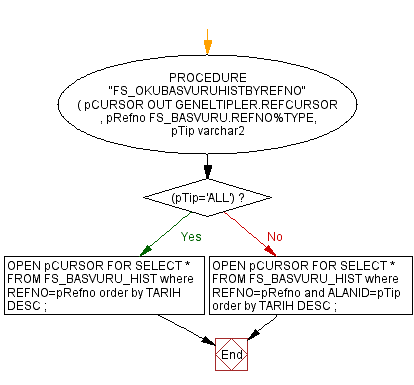 PROCEDURE
"FS_OKUBASVURUHISTBYREFNO"
( pCURSOR OUT GENELTIPLER.REFCURSOR
, pRefno FS_BASVURU.REFNO%TYPE,
pTip varchar2
(pTip='ALL') ?
Yes
No
OPEN pCURSOR FOR SELECT *
FROM FS_BASVURU_HIST where
REFNO=pRefno order by TARIH
DESC ;
OPEN pCURSOR FOR SELECT *
FROM FS_BASVURU_HIST where
REFNO=pRefno and ALANID=pTip
order by TARIH DESC ;
End